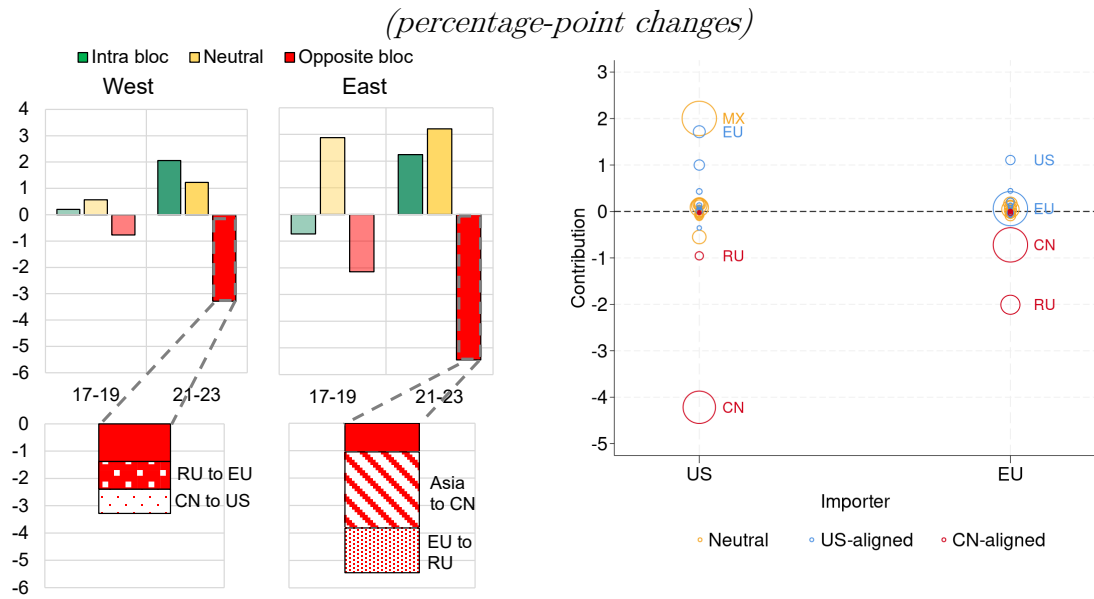 (percentage-point changes)
Intra bloc
Neutral
Opposite bloc
West
East
4
3
2
1
0
-1
-2
-3
-4
-5
-6
17-19
21-23
17-19
21-23
0
-1
-2
-3
-4
-5
-6
RU to EU
CN to US
Asia
to CN
EU to
RU
Contribution
3
2
1
0
-1
-2
-3
-4
-5
MX
EU
RU
CN
US
EU
CN
RU
US
EU
Importer
Neutral
US-aligned
CN-aligned